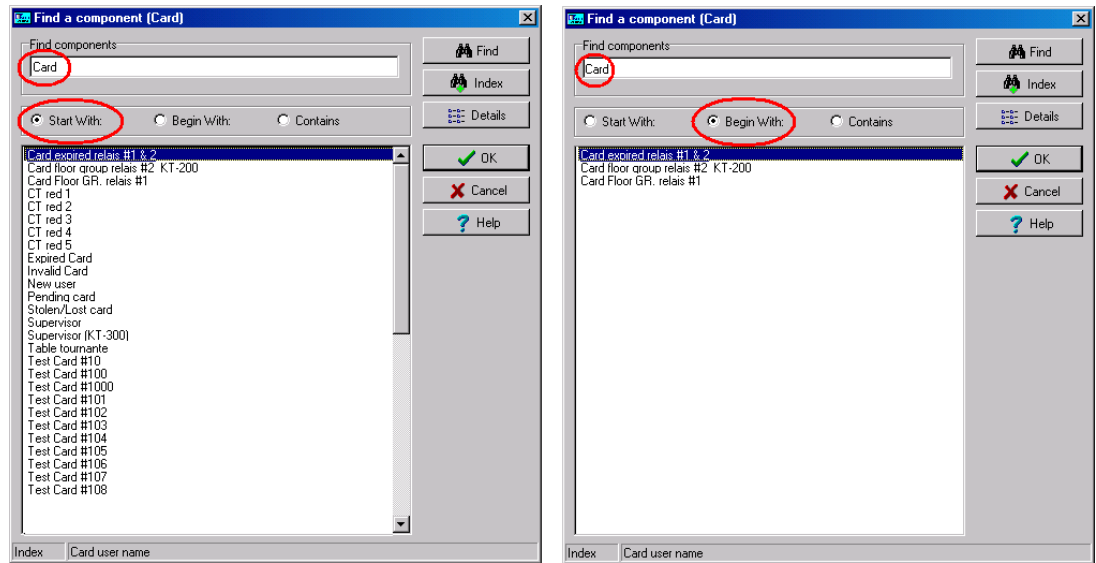 Find a component (Card)
Find components
Card
Find
Index
Start With:
Begin With:
Contains
Details
Card expired relais #1 & 2
Card floor group relais #2 KT-200
Card Floor GR. relais #1
CT red 1
CT red 2
CT red 3
CT red 4
CT red 5
Expired Card
Invalid Card
New user
Pending card
Stolen/Lost card
Supervisor
Supervisor (KT-300)
Table tournante
Test Card #10
Test Card #100
Test Card #1000
Test Card #101
Test Card #102
Test Card #103
Test Card #104
Test Card #105
Test Card #106
Test Card #107
Test Card #108
OK
Cancel
Help
Index
Card user name
Find a component (Card)
Find components
Card
Find
Index
Start With:
Begin With:
Contains
Details
Card expired relais #1 & 2
Card floor group relais #2 KT-200
Card Floor GR. relais #1
OK
Cancel
Help
Index
Card user name